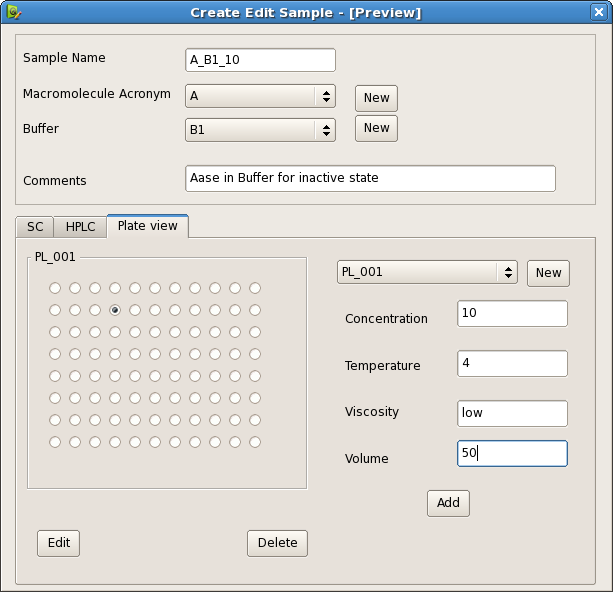 Create Edit Sample - [Preview]
Sample Name A_B1_10
Macromolecule Acronym A New
Buffer B1 New
Comments Aase in Buffer for inactive state
SC HPLC Plate view
PL_001
PL_001 New
Concentration 10
Temperature 4
Viscosity low
Volume 50
Add
Edit Delete